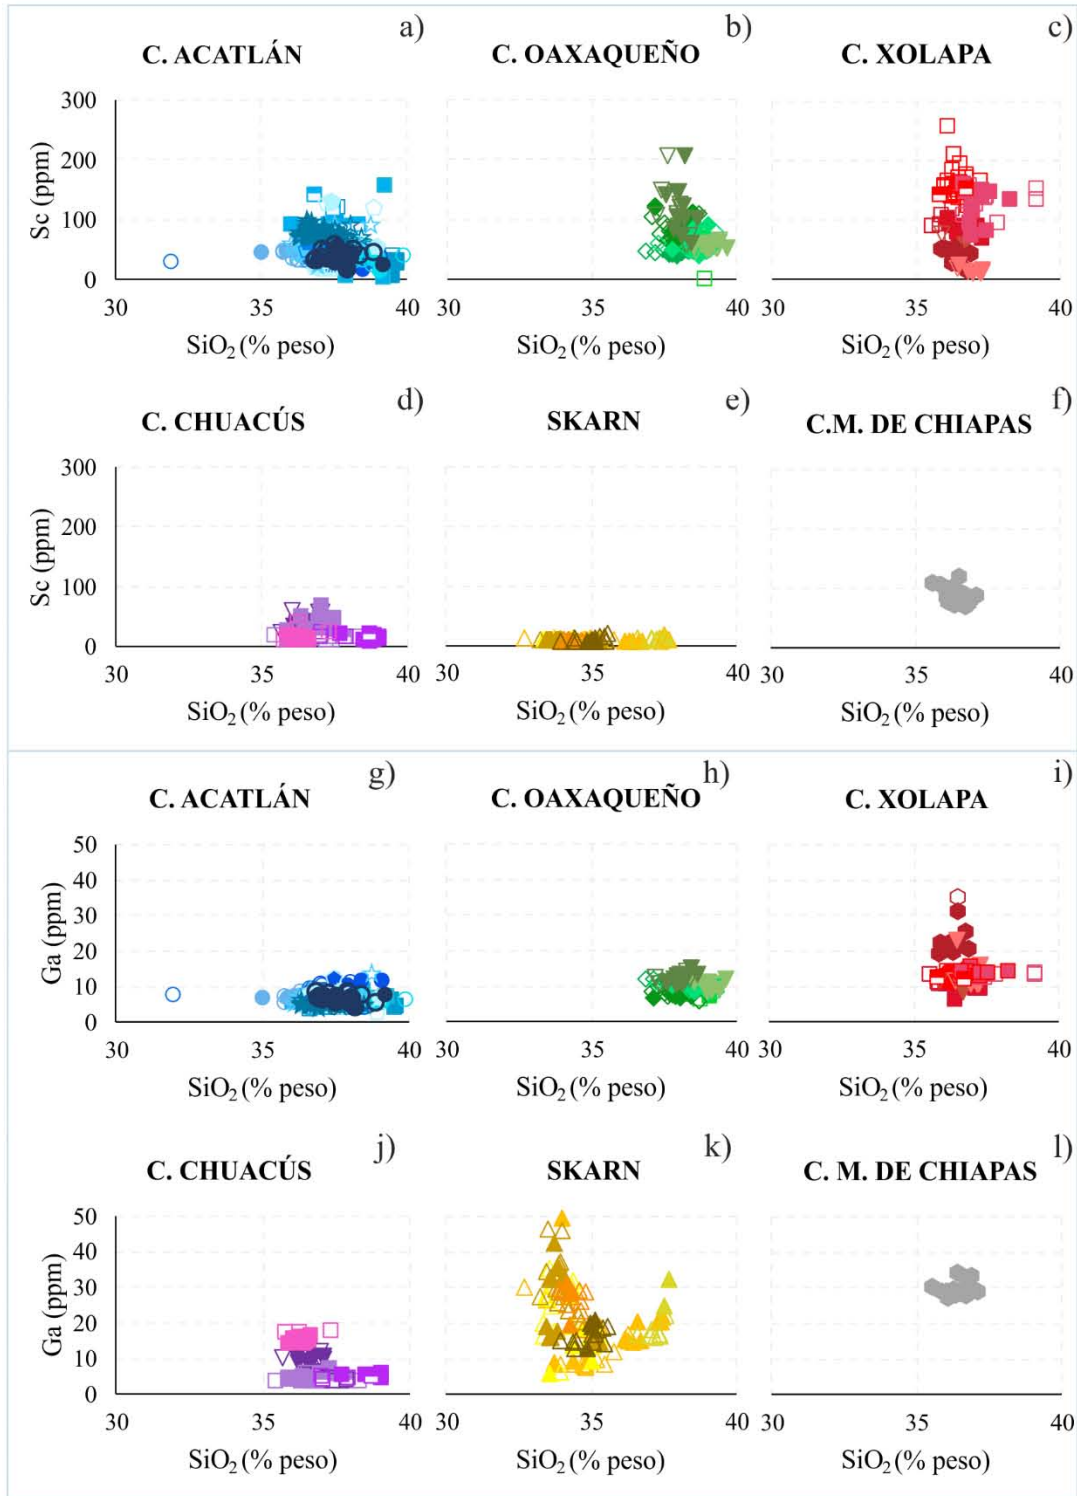 a) b) c)
C. ACATLÁN C. OAXAQUEÑO C. XOLAPA
300
200
100
0
Sc (ppm)
30 35 40 30 35 40 30 35 40
SiO₂ (% peso) SiO₂ (% peso) SiO₂ (% peso)
d) e) f)
C. CHUACÚS SKARN C.M. DE CHIAPAS
300
200
100
0
Sc (ppm)
30 35 40 30 35 40 30 35 40
SiO₂ (% peso) SiO₂ (% peso) SiO₂ (% peso)
g) h) i)
C. ACATLÁN C. OAXAQUEÑO C. XOLAPA
50
40
30
20
10
0
Ga (ppm)
30 35 40 30 35 40 30 35 40
SiO₂ (% peso) SiO₂ (% peso) SiO₂ (% peso)
j) k) l)
C. CHUACÚS SKARN C. M. DE CHIAPAS
50
40
30
20
10
0
Ga (ppm)
30 35 40 30 35 40 30 35 40
SiO₂ (% peso) SiO₂ (% peso) SiO₂ (% peso)